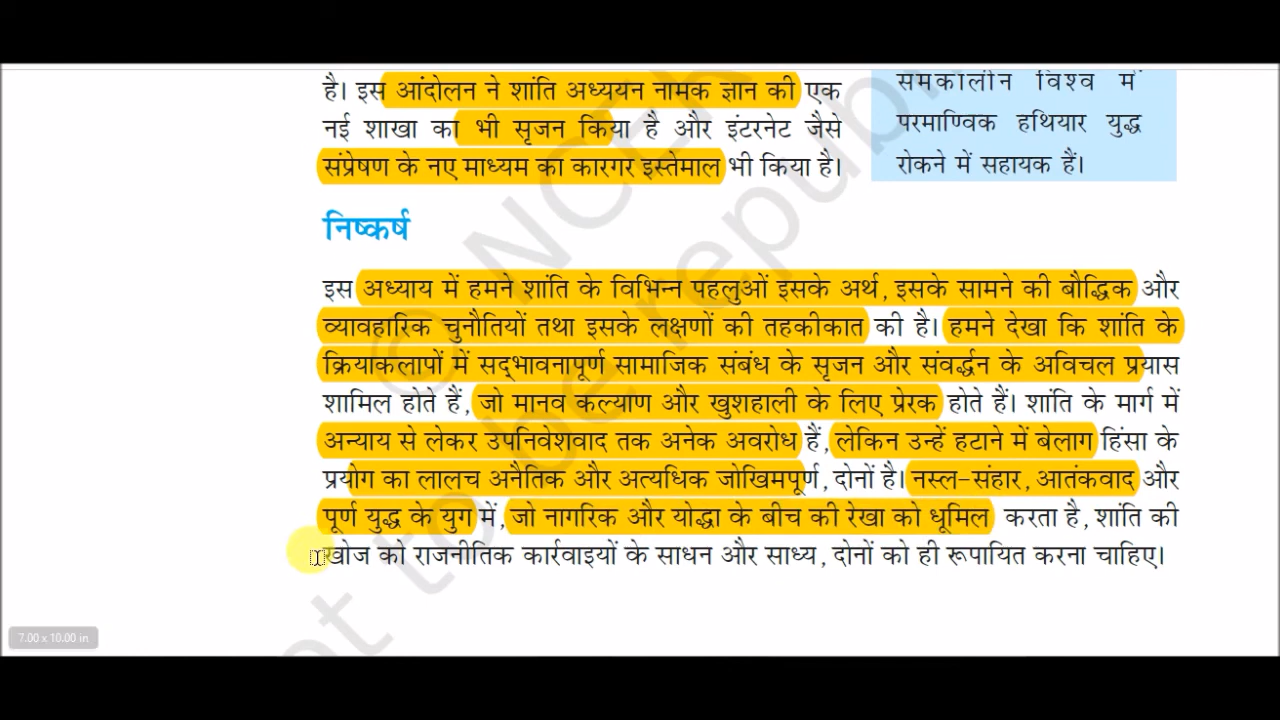 है। इस आंदोलन ने शांति अध्ययन नामक ज्ञान की एक
नई शाखा का भी सृजन किया है और इंटरनेट जैसे
संप्रेषण के नए माध्यम का कारगर इस्तेमाल भी किया है।
समकालीन विश्व में
परमाण्विक हथियार युद्ध
रोकने में सहायक हैं।
निष्कर्ष
इस अध्याय में हमने शांति के विभिन्न पहलुओं इसके अर्थ, इसके सामने की बौद्धिक और
व्यावहारिक चुनौतियों तथा इसके लक्षणों की तहकीकात की है। हमने देखा कि शांति के
क्रियाकलापों में सद्‌भावनापूर्ण सामाजिक संबंध के सृजन और संवर्द्धन के अविचल प्रयास
शामिल होते हैं, जो मानव कल्याण और खुशहाली के लिए प्रेरक होते हैं। शांति के मार्ग में
अन्याय से लेकर उपनिवेशवाद तक अनेक अवरोध हैं, लेकिन उन्हें हटाने में बेलाग हिंसा के
प्रयोग का लालच अनैतिक और अत्यधिक जोखिमपूर्ण, दोनों है। नस्ल-संहार, आतंकवाद और
पूर्ण युद्ध के युग में, जो नागरिक और योद्धा के बीच की रेखा को धूमिल करता है, शांति की
खोज को राजनीतिक कार्रवाइयों के साधन और साध्य, दोनों को ही रूपायित करना चाहिए।
7.00 x 10.00 in